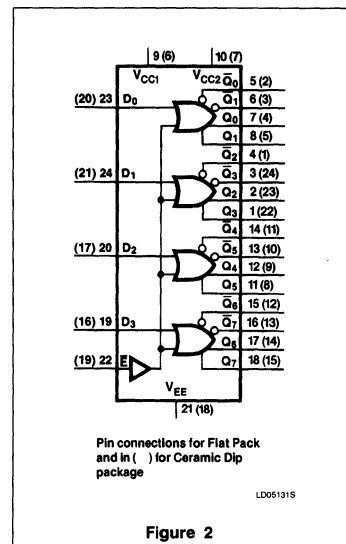 9 (6) 10 (7)
V_CC1 V_CC2
Q̅0 5 (2)
(20) 23 D0 Q̅1 6 (3)
Q0 7 (4)
Q1 8 (5)
Q̅2 4 (1)
(21) 24 D1 Q̅3 3 (24)
Q2 2 (23)
Q3 1 (22)
Q̅4 14 (11)
(17) 20 D2 Q̅5 13 (10)
Q4 12 (9)
Q5 11 (8)
Q̅6 15 (12)
(16) 19 D3 Q̅7 16 (13)
Q6 17 (14)
(19) 22 E̅ Q7 18 (15)
V_EE
21 (18)
Pin connections for Flat Pack
and in ( ) for Ceramic Dip
package
LD05131S
Figure 2